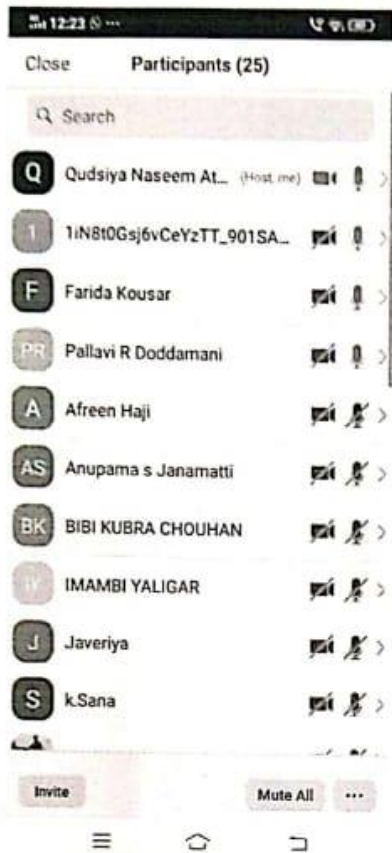 12:23
Close Participants (25)
Search
Q Qudsiya Naseem At... (Host, me)
1 1iN8t0Gsj6vCeYzTT_901SA...
F Farida Kousar
PR Pallavi R Doddamani
A Afreen Haji
AS Anupama s Janamatti
BK BIBI KUBRA CHOUHAN
IY IMAMBI YALIGAR
J Javeriya
S k.Sana
Invite Mute All ...